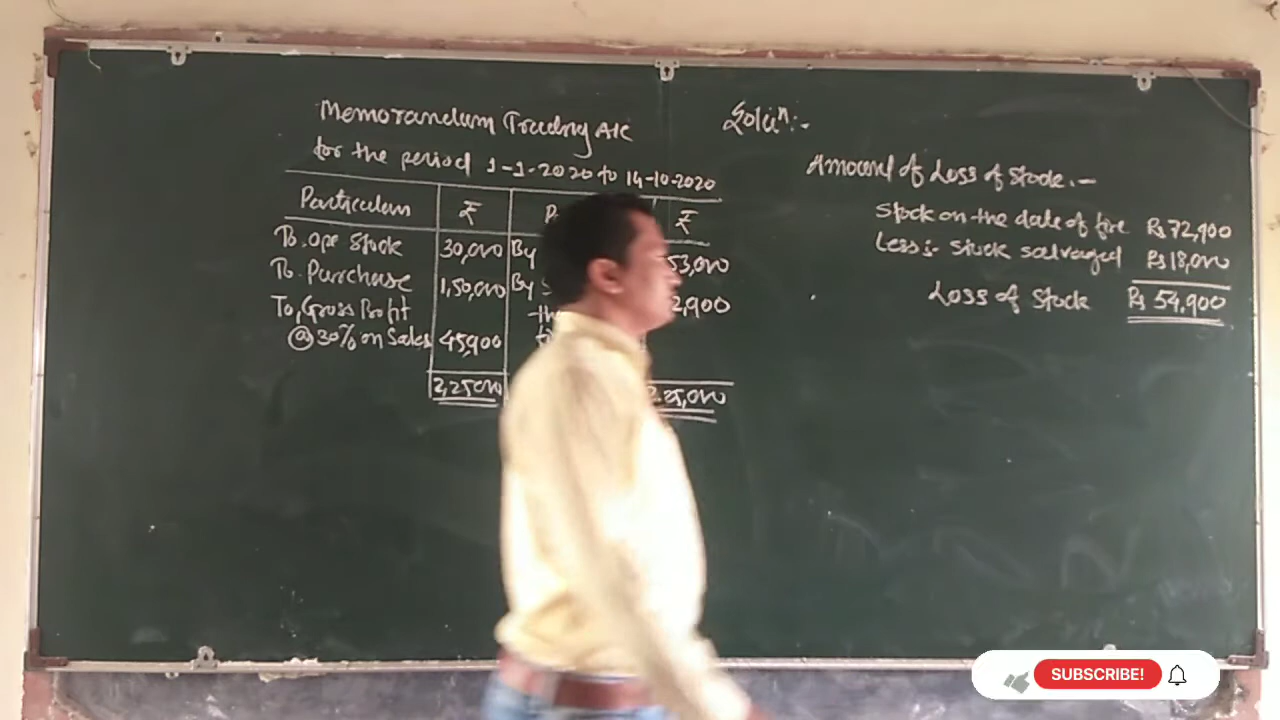 Memorandum Trading A/c
for the period 1-1-2020 to 14-10-2020
Particulars ₹ ₹
To, Ope Stock 30,000 By 53,000
To, Purchase 1,50,000 By 2,900
To, Gross Profit
@ 30% on Sales 45,900
2,25,000 2,25,000
Solun:-
Amount of Loss of Stock:-
Stock on the date of fire Rs 72,900
Less:- Stock salvaged Rs 18,000
Loss of Stock Rs 54,900
SUBSCRIBE!